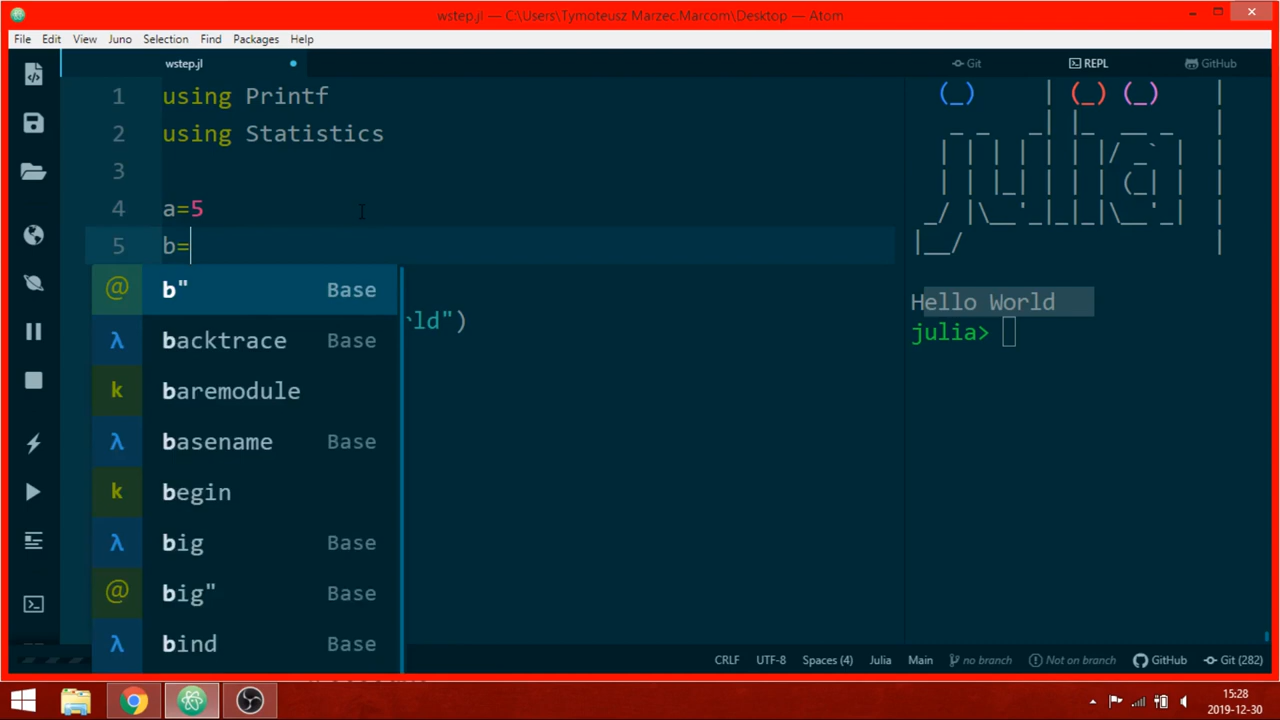 wstep.jl — C:\Users\Tymoteusz Marzec.Marcom\Desktop — Atom
File Edit View Juno Selection Find Packages Help
wstep.jl
Git
REPL
GitHub
1 using Printf
2 using Statistics
3
4 a=5
5 b=
b" Base
λ backtrace Base
k baremodule
λ basename Base
k begin
λ big Base
@ big" Base
λ bind Base
rld")
Hello World
julia>
CRLF UTF-8 Spaces (4) Julia Main no branch Not on branch GitHub Git (282)
15:28
2019-12-30